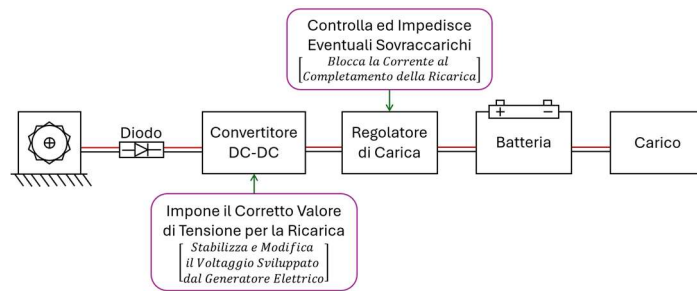 Controlla ed Impedisce
Eventuali Sovraccarichi
[Blocca la Corrente al
Completamento della Ricarica]
Diodo
Convertitore
DC-DC
Regolatore
di Carica
+ −
Batteria
Carico
Impone il Corretto Valore
di Tensione per la Ricarica
[Stabilizza e Modifica
il Voltaggio Sviluppato
dal Generatore Elettrico]